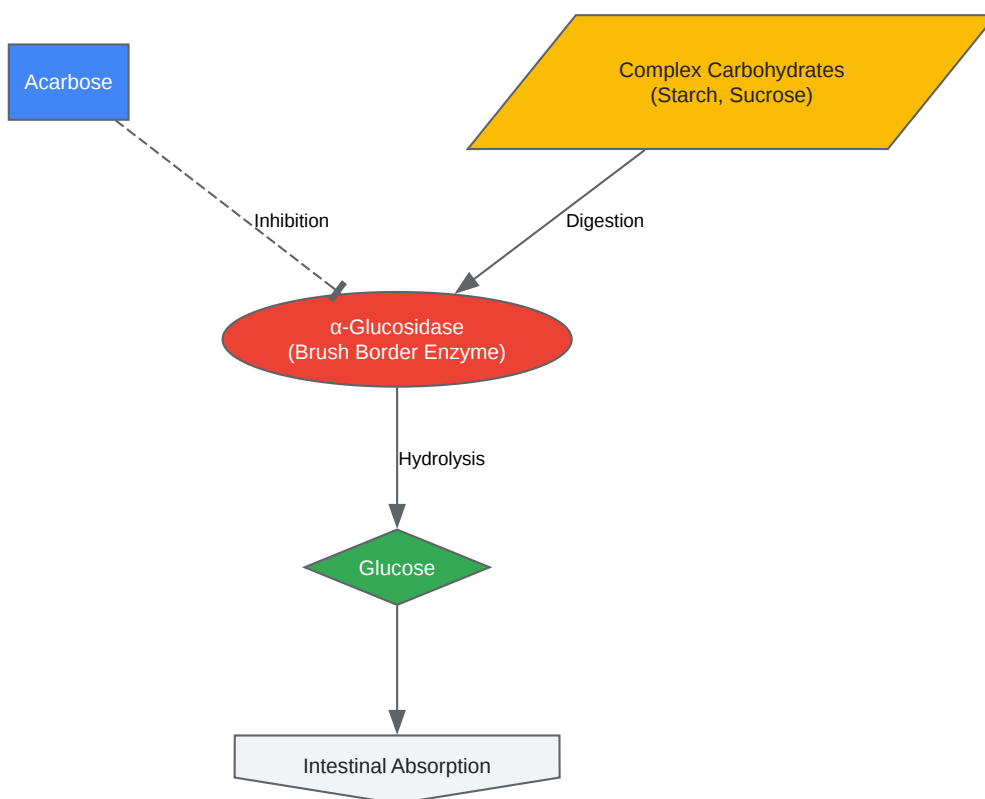 Acarbose
Complex Carbohydrates
(Starch, Sucrose)
Inhibition
Digestion
α-Glucosidase
(Brush Border Enzyme)
Hydrolysis
Glucose
Intestinal Absorption